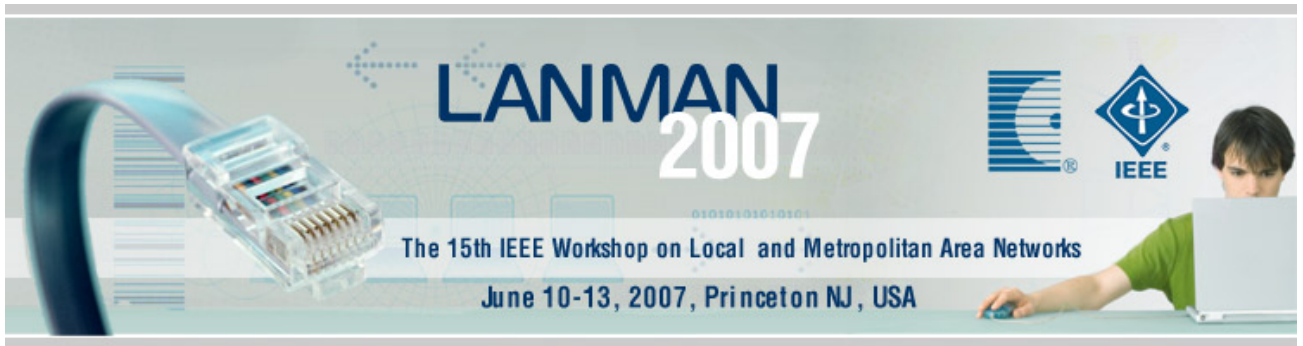 LANMAN
2007
®
®
IEEE
010101010101
The 15th IEEE Workshop on Local and Metropolitan Area Networks
June 10-13, 2007, Princeton NJ, USA